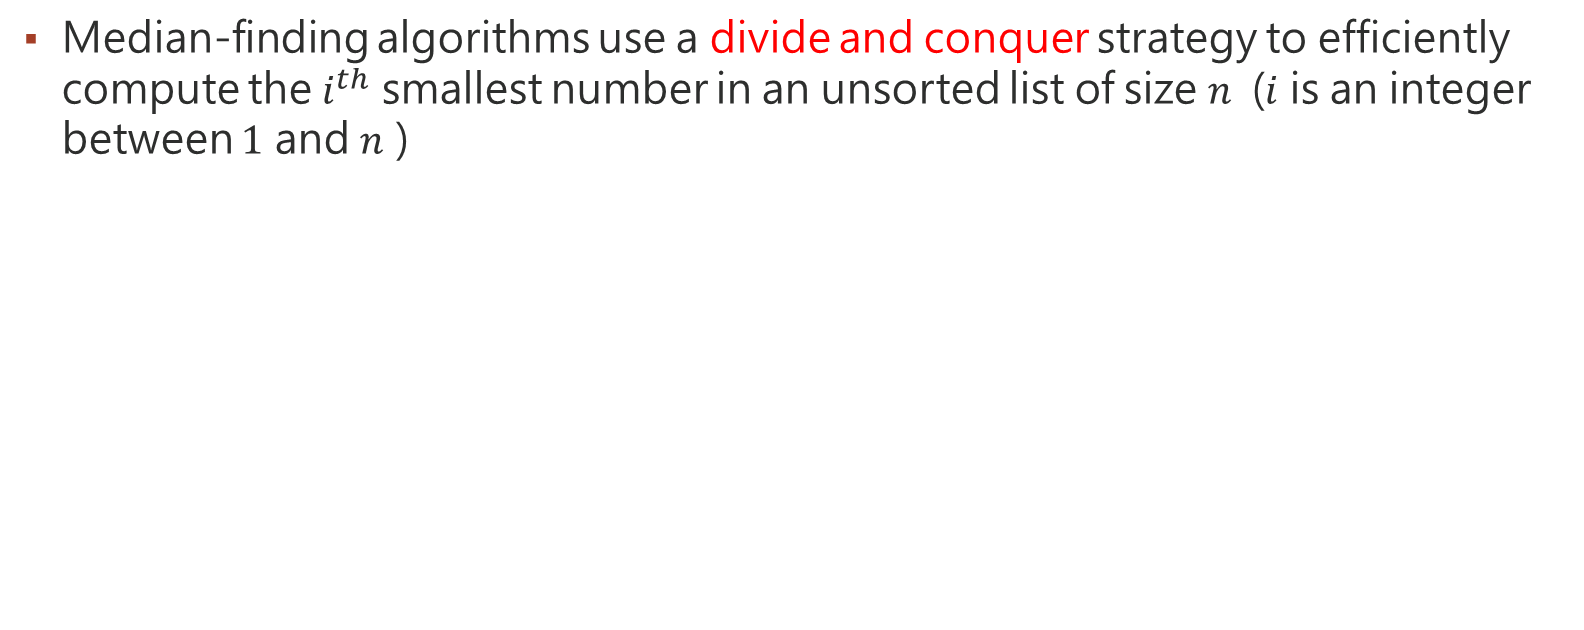 ▪ Median-finding algorithms use a divide and conquer strategy to efficiently
compute the iᵗʰ smallest number in an unsorted list of size n (i is an integer
between 1 and n )